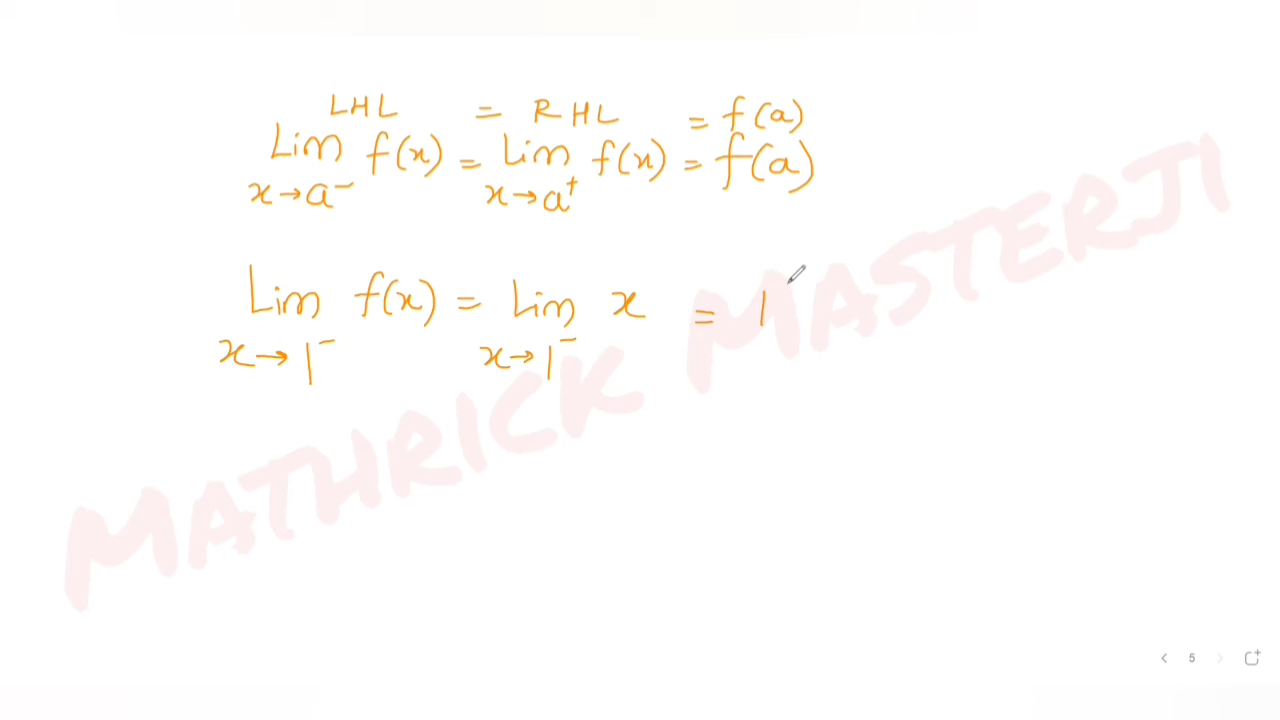 LHL = RHL = f(a)
Lim f(x) = Lim f(x) = f(a)
x→a⁻ x→a⁺
Lim f(x) = Lim x = 1
x→1⁻ x→1⁻
MATHRICK MASTERJI
5